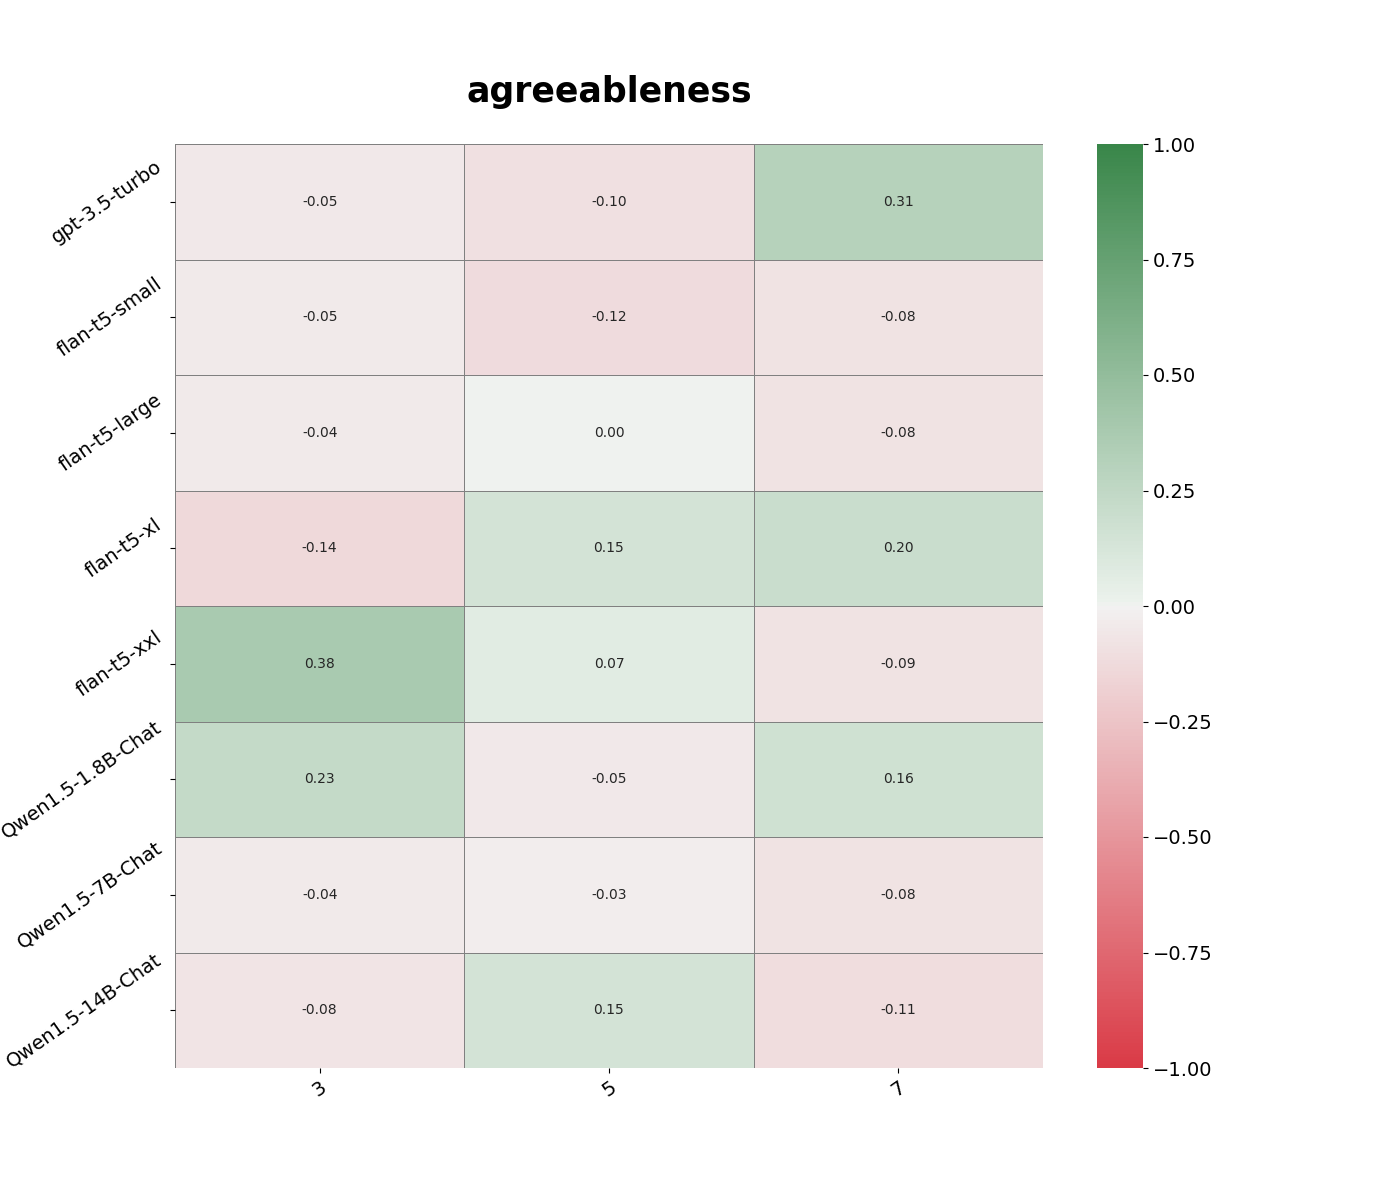 agreeableness
1.00
gpt-3.5-turbo -0.05 -0.10 0.31
0.75
flan-t5-small -0.05 -0.12 -0.08
0.50
flan-t5-large -0.04 0.00 -0.08
0.25
flan-t5-xl -0.14 0.15 0.20
0.00
flan-t5-xxl 0.38 0.07 -0.09
−0.25
Qwen1.5-1.8B-Chat 0.23 -0.05 0.16
−0.50
Qwen1.5-7B-Chat -0.04 -0.03 -0.08
−0.75
Qwen1.5-14B-Chat -0.08 0.15 -0.11
−1.00
3 5 7